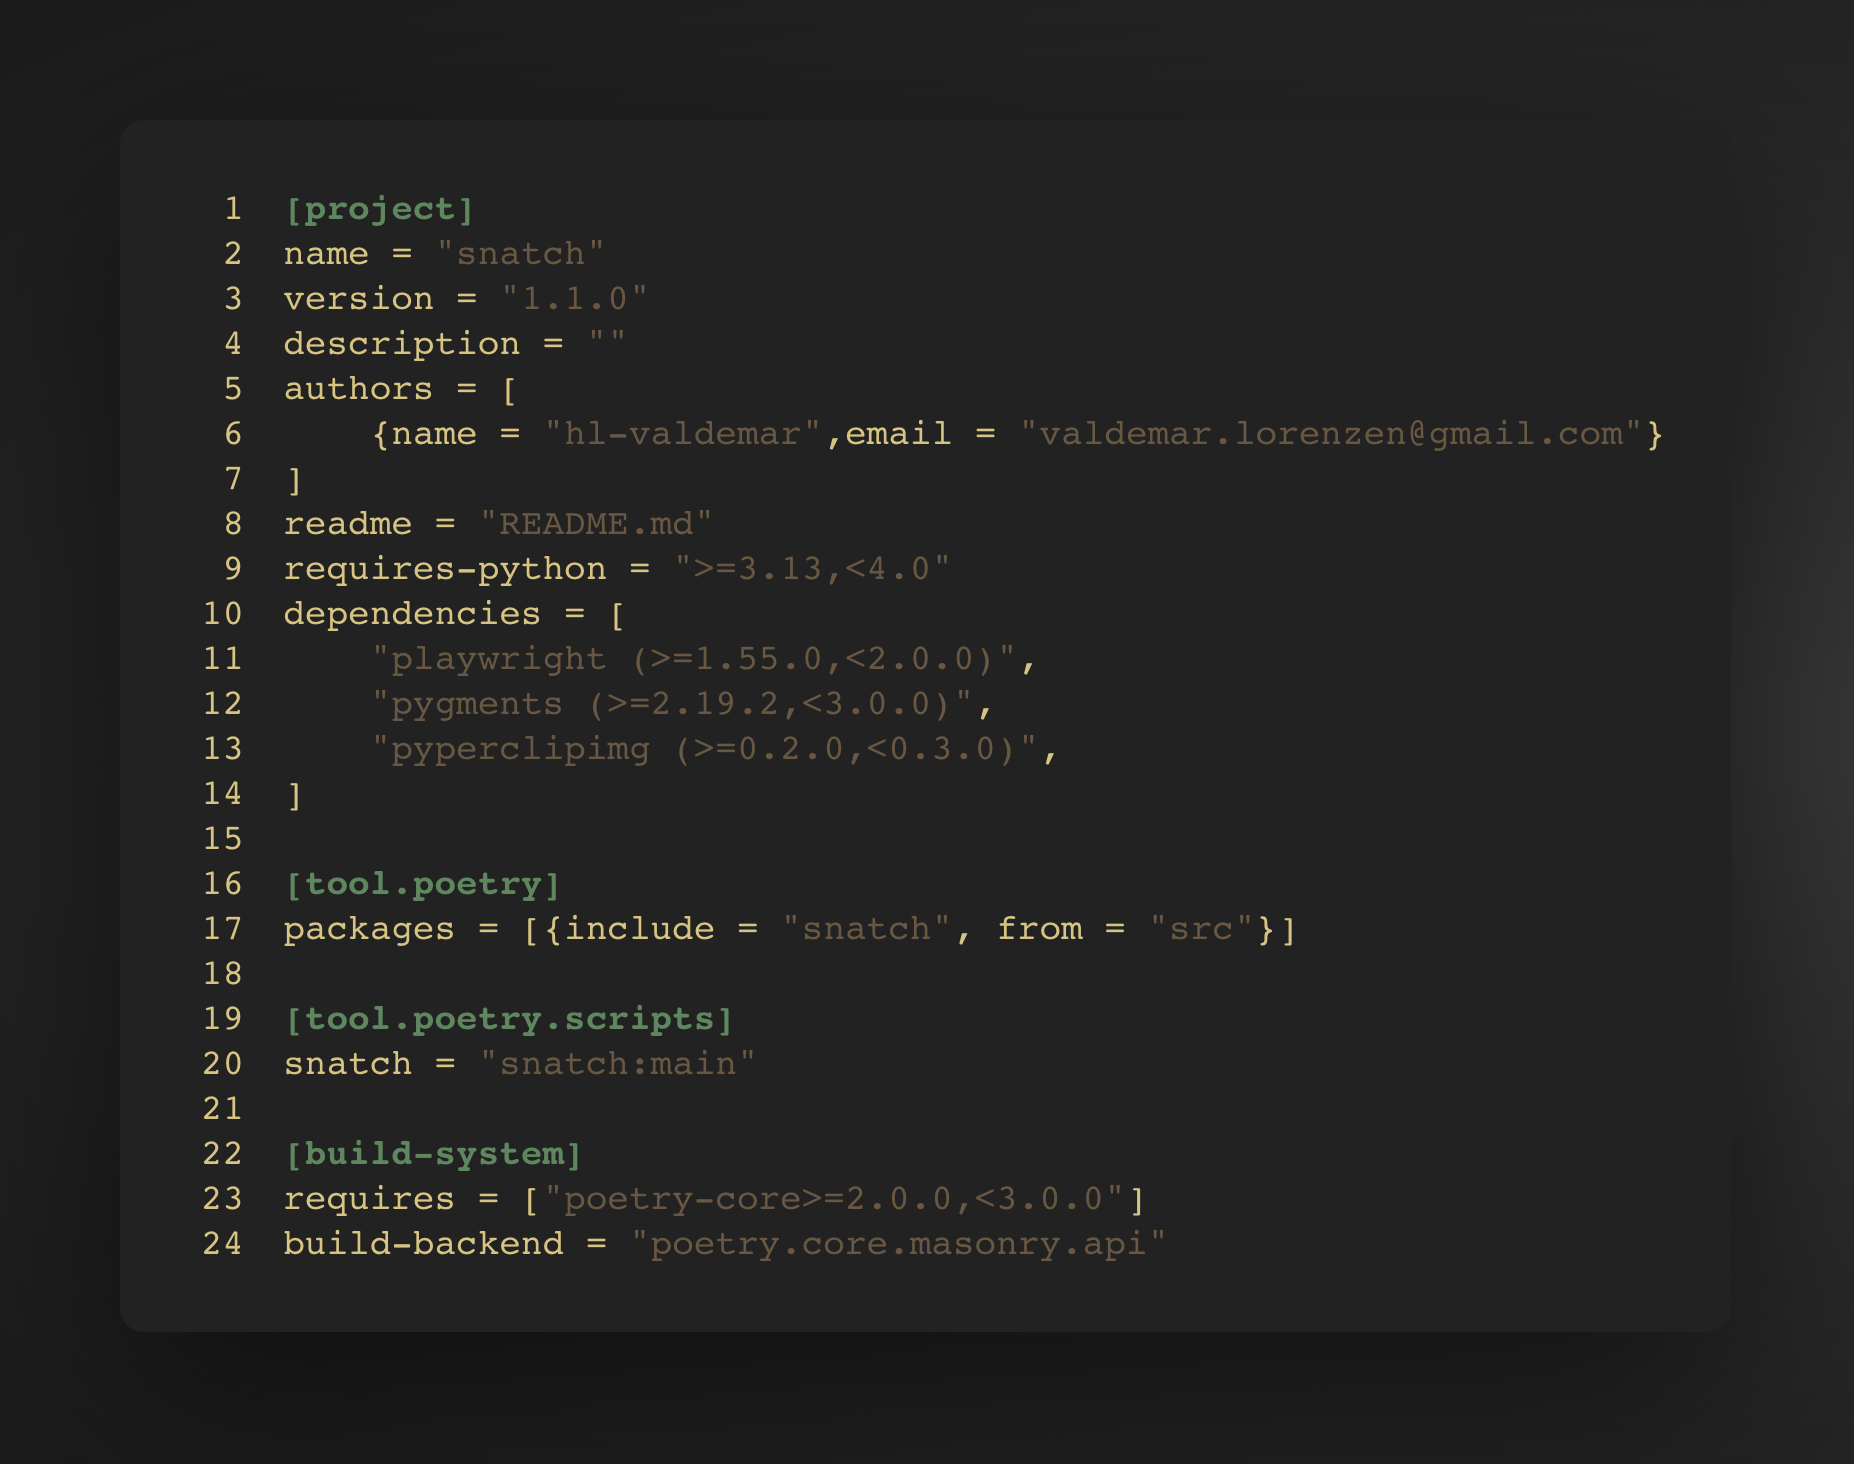 1 [project]
2 name = "snatch"
3 version = "1.1.0"
4 description = ""
5 authors = [
6     {name = "hl-valdemar",email = "valdemar.lorenzen@gmail.com"}
7 ]
8 readme = "README.md"
9 requires-python = ">=3.13,<4.0"
10 dependencies = [
11     "playwright (>=1.55.0,<2.0.0)",
12     "pygments (>=2.19.2,<3.0.0)",
13     "pyperclipimg (>=0.2.0,<0.3.0)",
14 ]
15
16 [tool.poetry]
17 packages = [{include = "snatch", from = "src"}]
18
19 [tool.poetry.scripts]
20 snatch = "snatch:main"
21
22 [build-system]
23 requires = ["poetry-core>=2.0.0,<3.0.0"]
24 build-backend = "poetry.core.masonry.api"